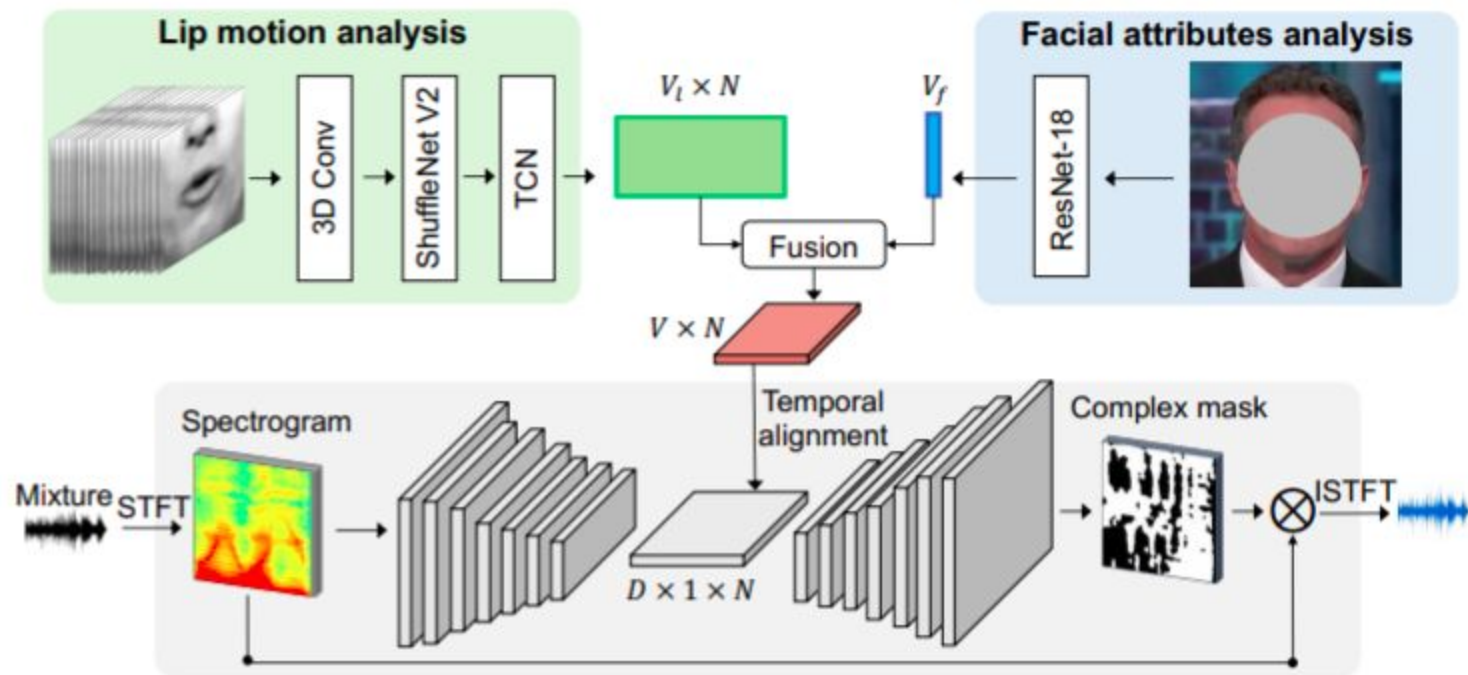 Lip motion analysis
Facial attributes analysis
3D Conv
ShuffleNet V2
TCN
V_l × N
V_f
ResNet-18
Fusion
V × N
Temporal
alignment
Spectrogram
Complex mask
Mixture
STFT
ISTFT
D × 1 × N